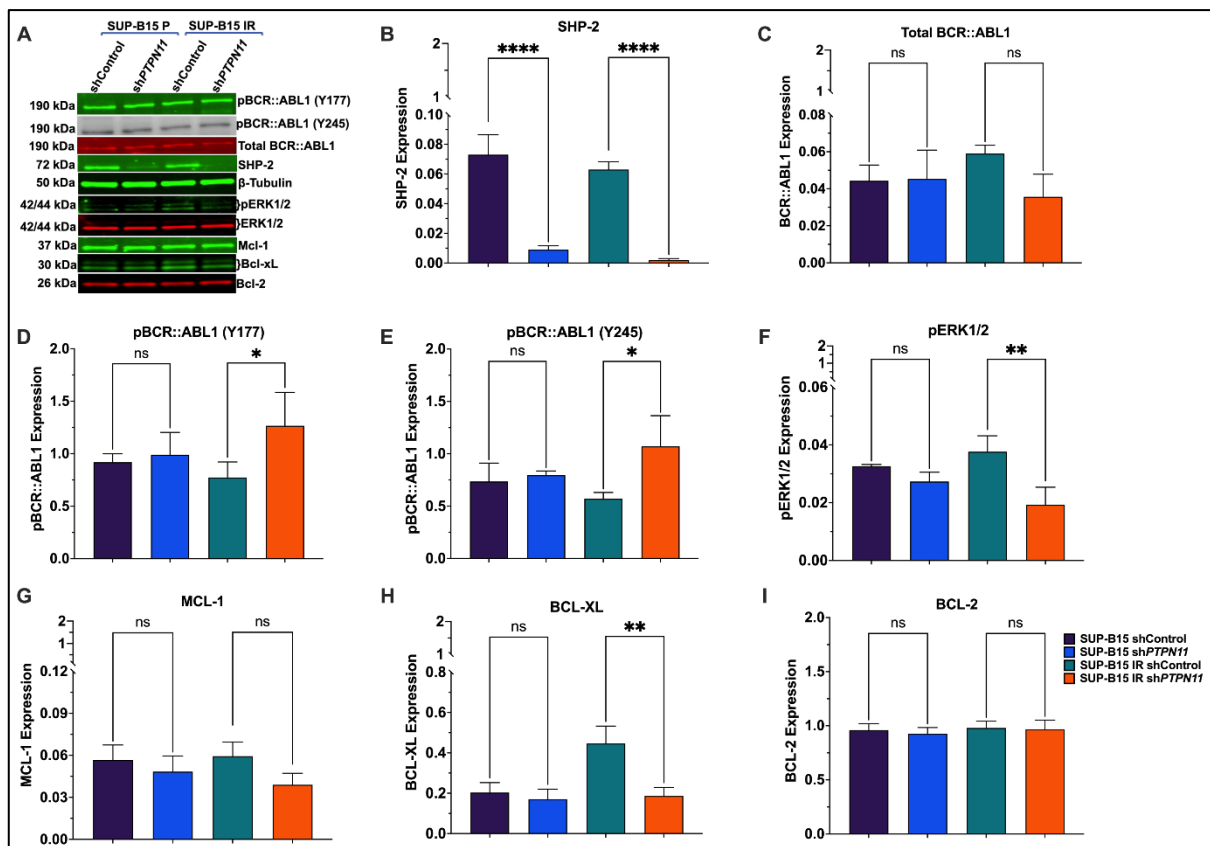 A
SUP-B15 P
SUP-B15 IR
shControl
shPTPN11
shControl
shPTPN11
190 kDa
pBCR::ABL1 (Y177)
190 kDa
pBCR::ABL1 (Y245)
190 kDa
Total BCR::ABL1
72 kDa
SHP-2
50 kDa
β-Tubulin
42/44 kDa
}pERK1/2
42/44 kDa
}ERK1/2
37 kDa
Mcl-1
30 kDa
}Bcl-xL
26 kDa
Bcl-2
B
SHP-2
SHP-2 Expression
2
1
0.10
0.08
0.06
0.04
0.02
0.00
****
****
C
Total BCR::ABL1
BCR::ABL1 Expression
2
1
0.08
0.06
0.04
0.02
0.00
ns
ns
D
pBCR::ABL1 (Y177)
pBCR::ABL1 Expression
2.0
1.5
1.0
0.5
0.0
ns
*
E
pBCR::ABL1 (Y245)
pBCR::ABL1 Expression
2.0
1.5
1.0
0.5
0.0
ns
*
F
pERK1/2
pERK1/2 Expression
2
1
0.06
0.04
0.02
0.00
ns
**
G
MCL-1
MCL-1 Expression
2
1
0.12
0.09
0.06
0.03
0.00
ns
ns
H
BCL-XL
BCL-XL Expression
2
1
0.8
0.6
0.4
0.2
0.0
ns
**
I
BCL-2
BCL-2 Expression
2.0
1.5
1.0
0.5
0.0
ns
ns
SUP-B15 shControl
SUP-B15 shPTPN11
SUP-B15 IR shControl
SUP-B15 IR shPTPN11